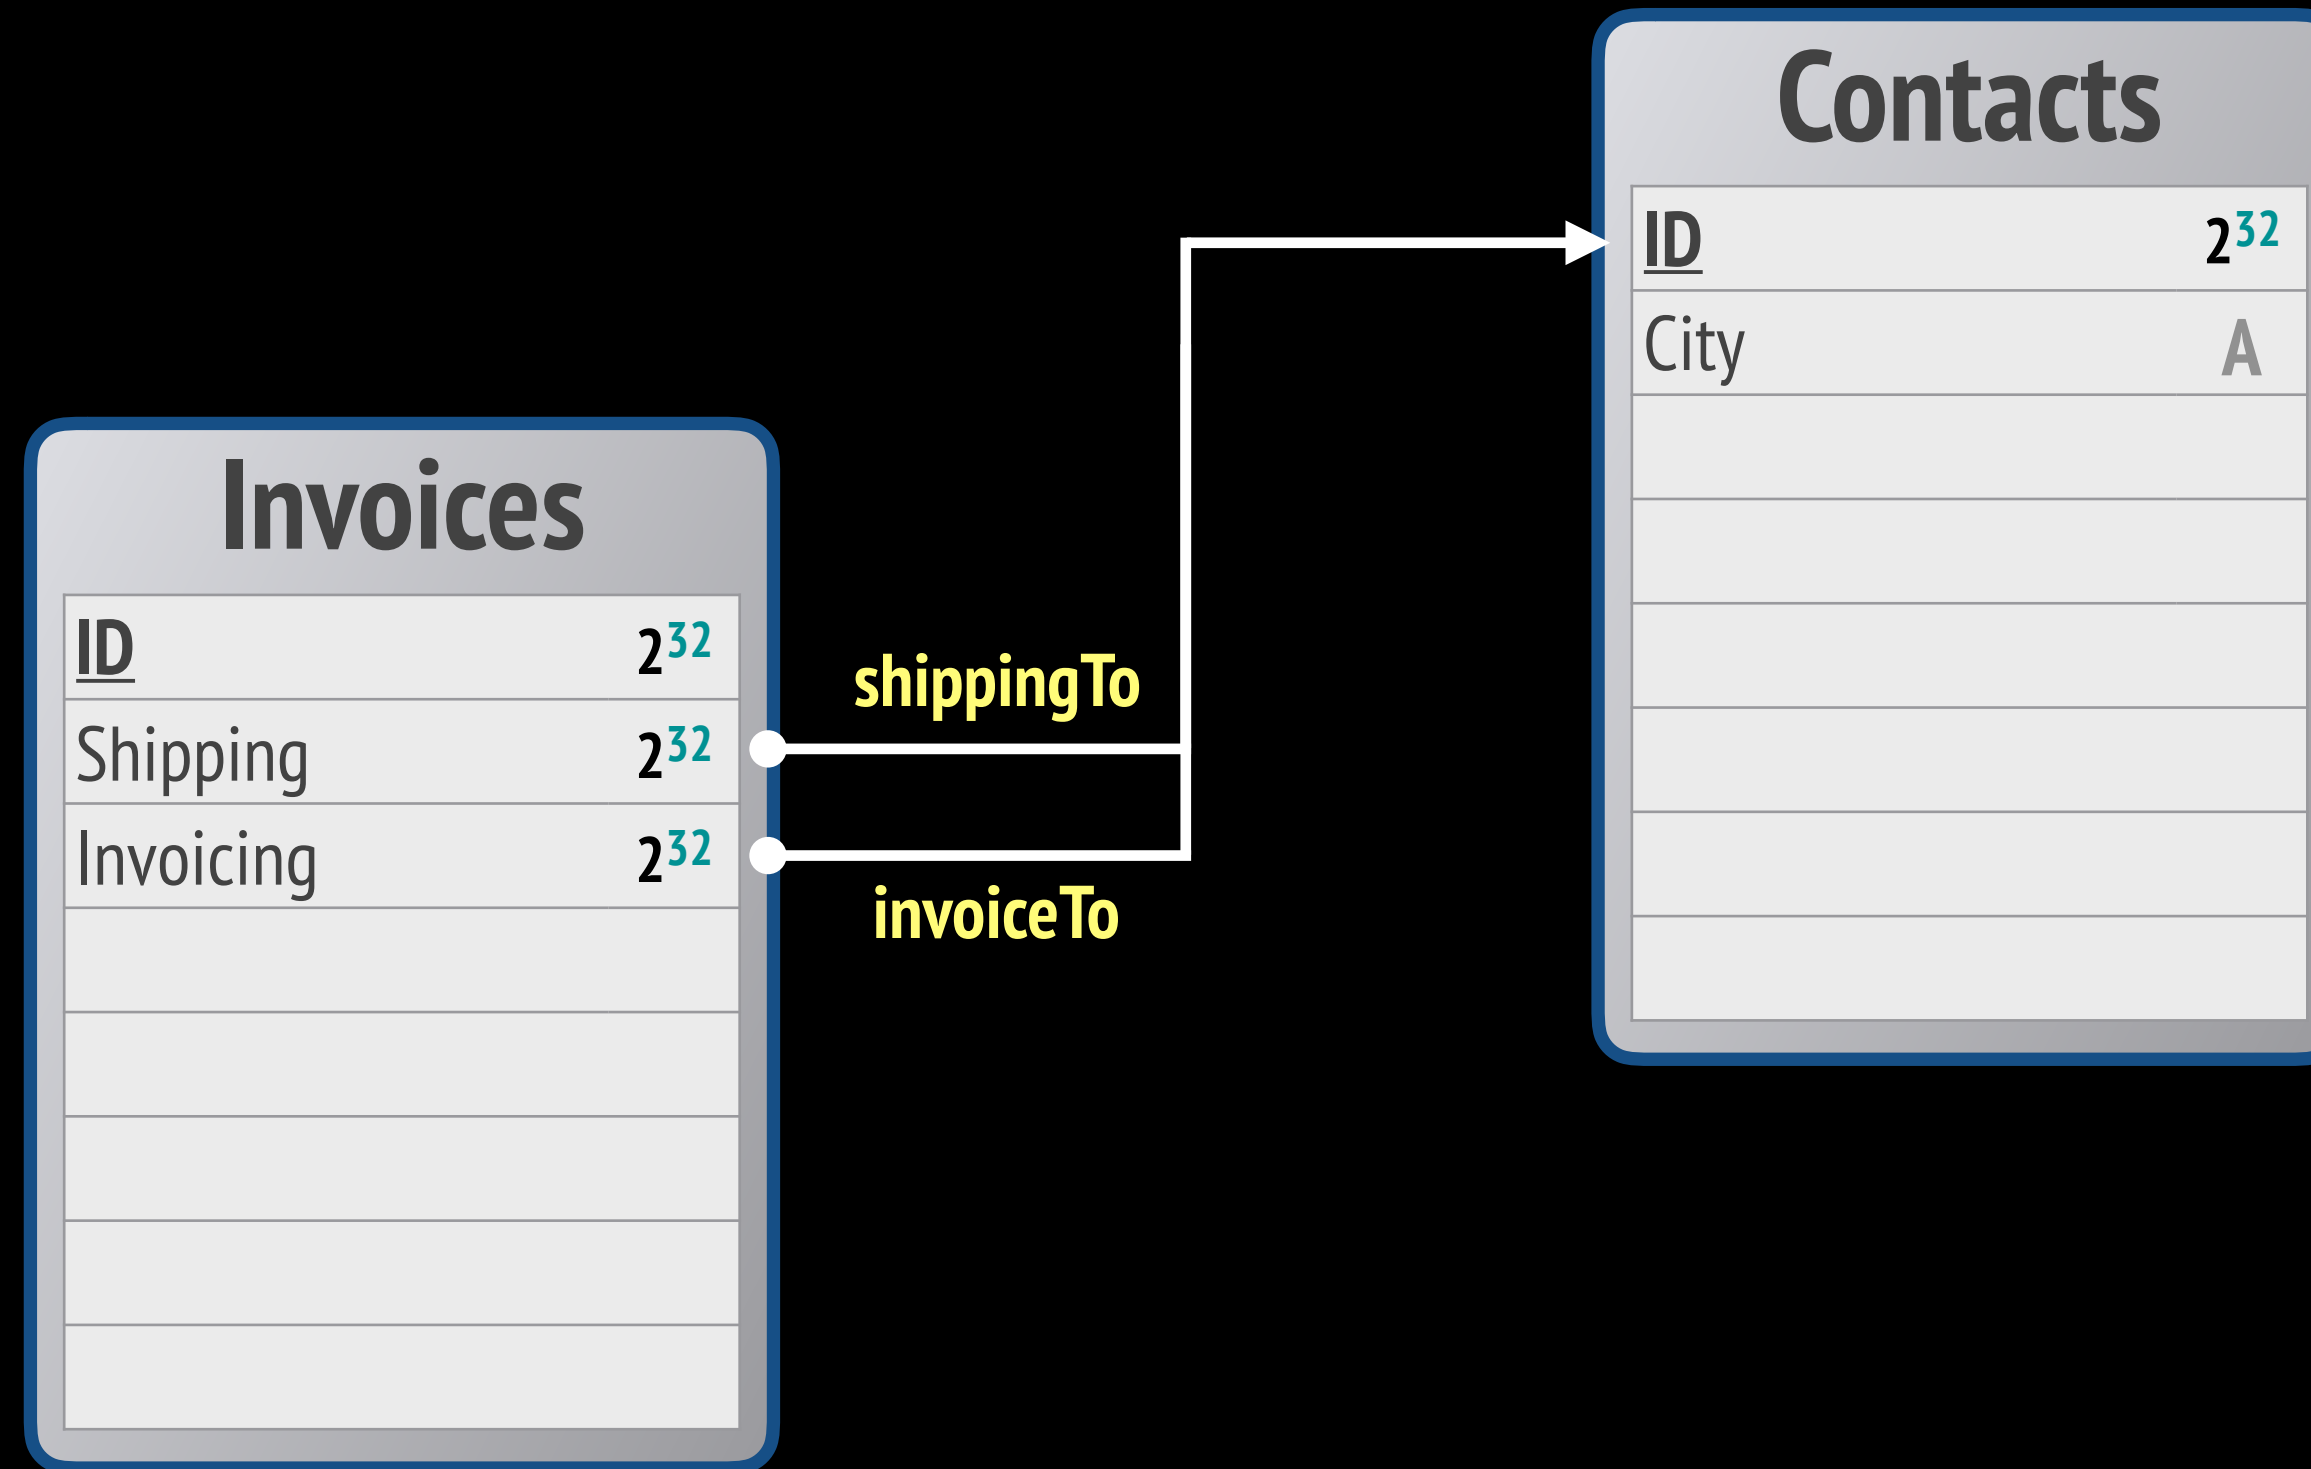 Contacts
ID 2³²
City A
Invoices
ID 2³²
Shipping 2³²
Invoicing 2³²
shippingTo
invoiceTo